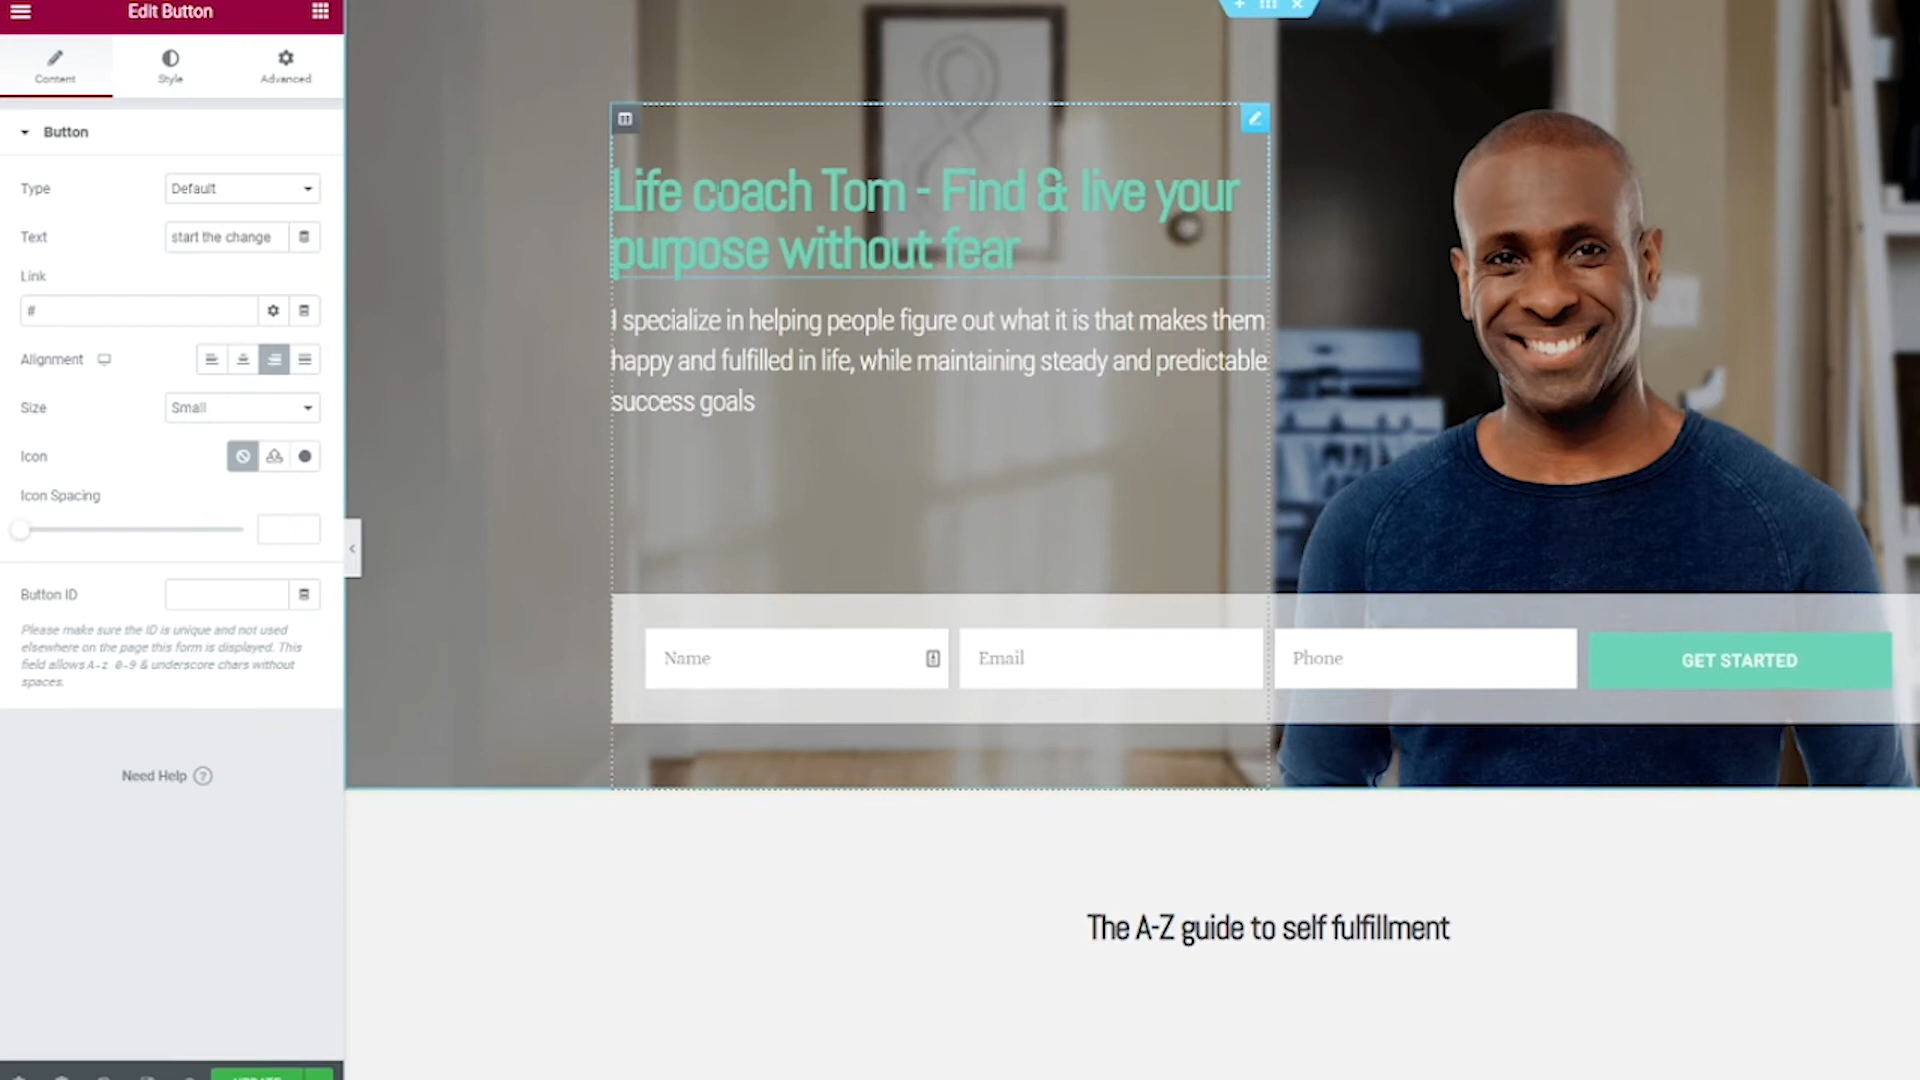 Edit Button
Content
Style
Advanced
Button
Type
Default
Text
start the change
Link
#
Alignment
Size
Small
Icon
Icon Spacing
Button ID
Please make sure the ID is unique and not used
elsewhere on the page this form is displayed. This
field allows A-z 0-9 & underscore chars without
spaces.
Need Help ?
UPDATE
Life coach Tom - Find & live your
purpose without fear
I specialize in helping people figure out what it is that makes them
happy and fulfilled in life, while maintaining steady and predictable
success goals
Name
Email
Phone
GET STARTED
The A-Z guide to self fulfillment